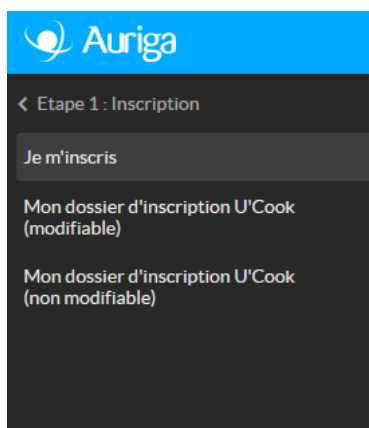 Auriga
Etape 1 : Inscription
Je m'inscris
Mon dossier d'inscription U'Cook
(modifiable)
Mon dossier d'inscription U'Cook
(non modifiable)